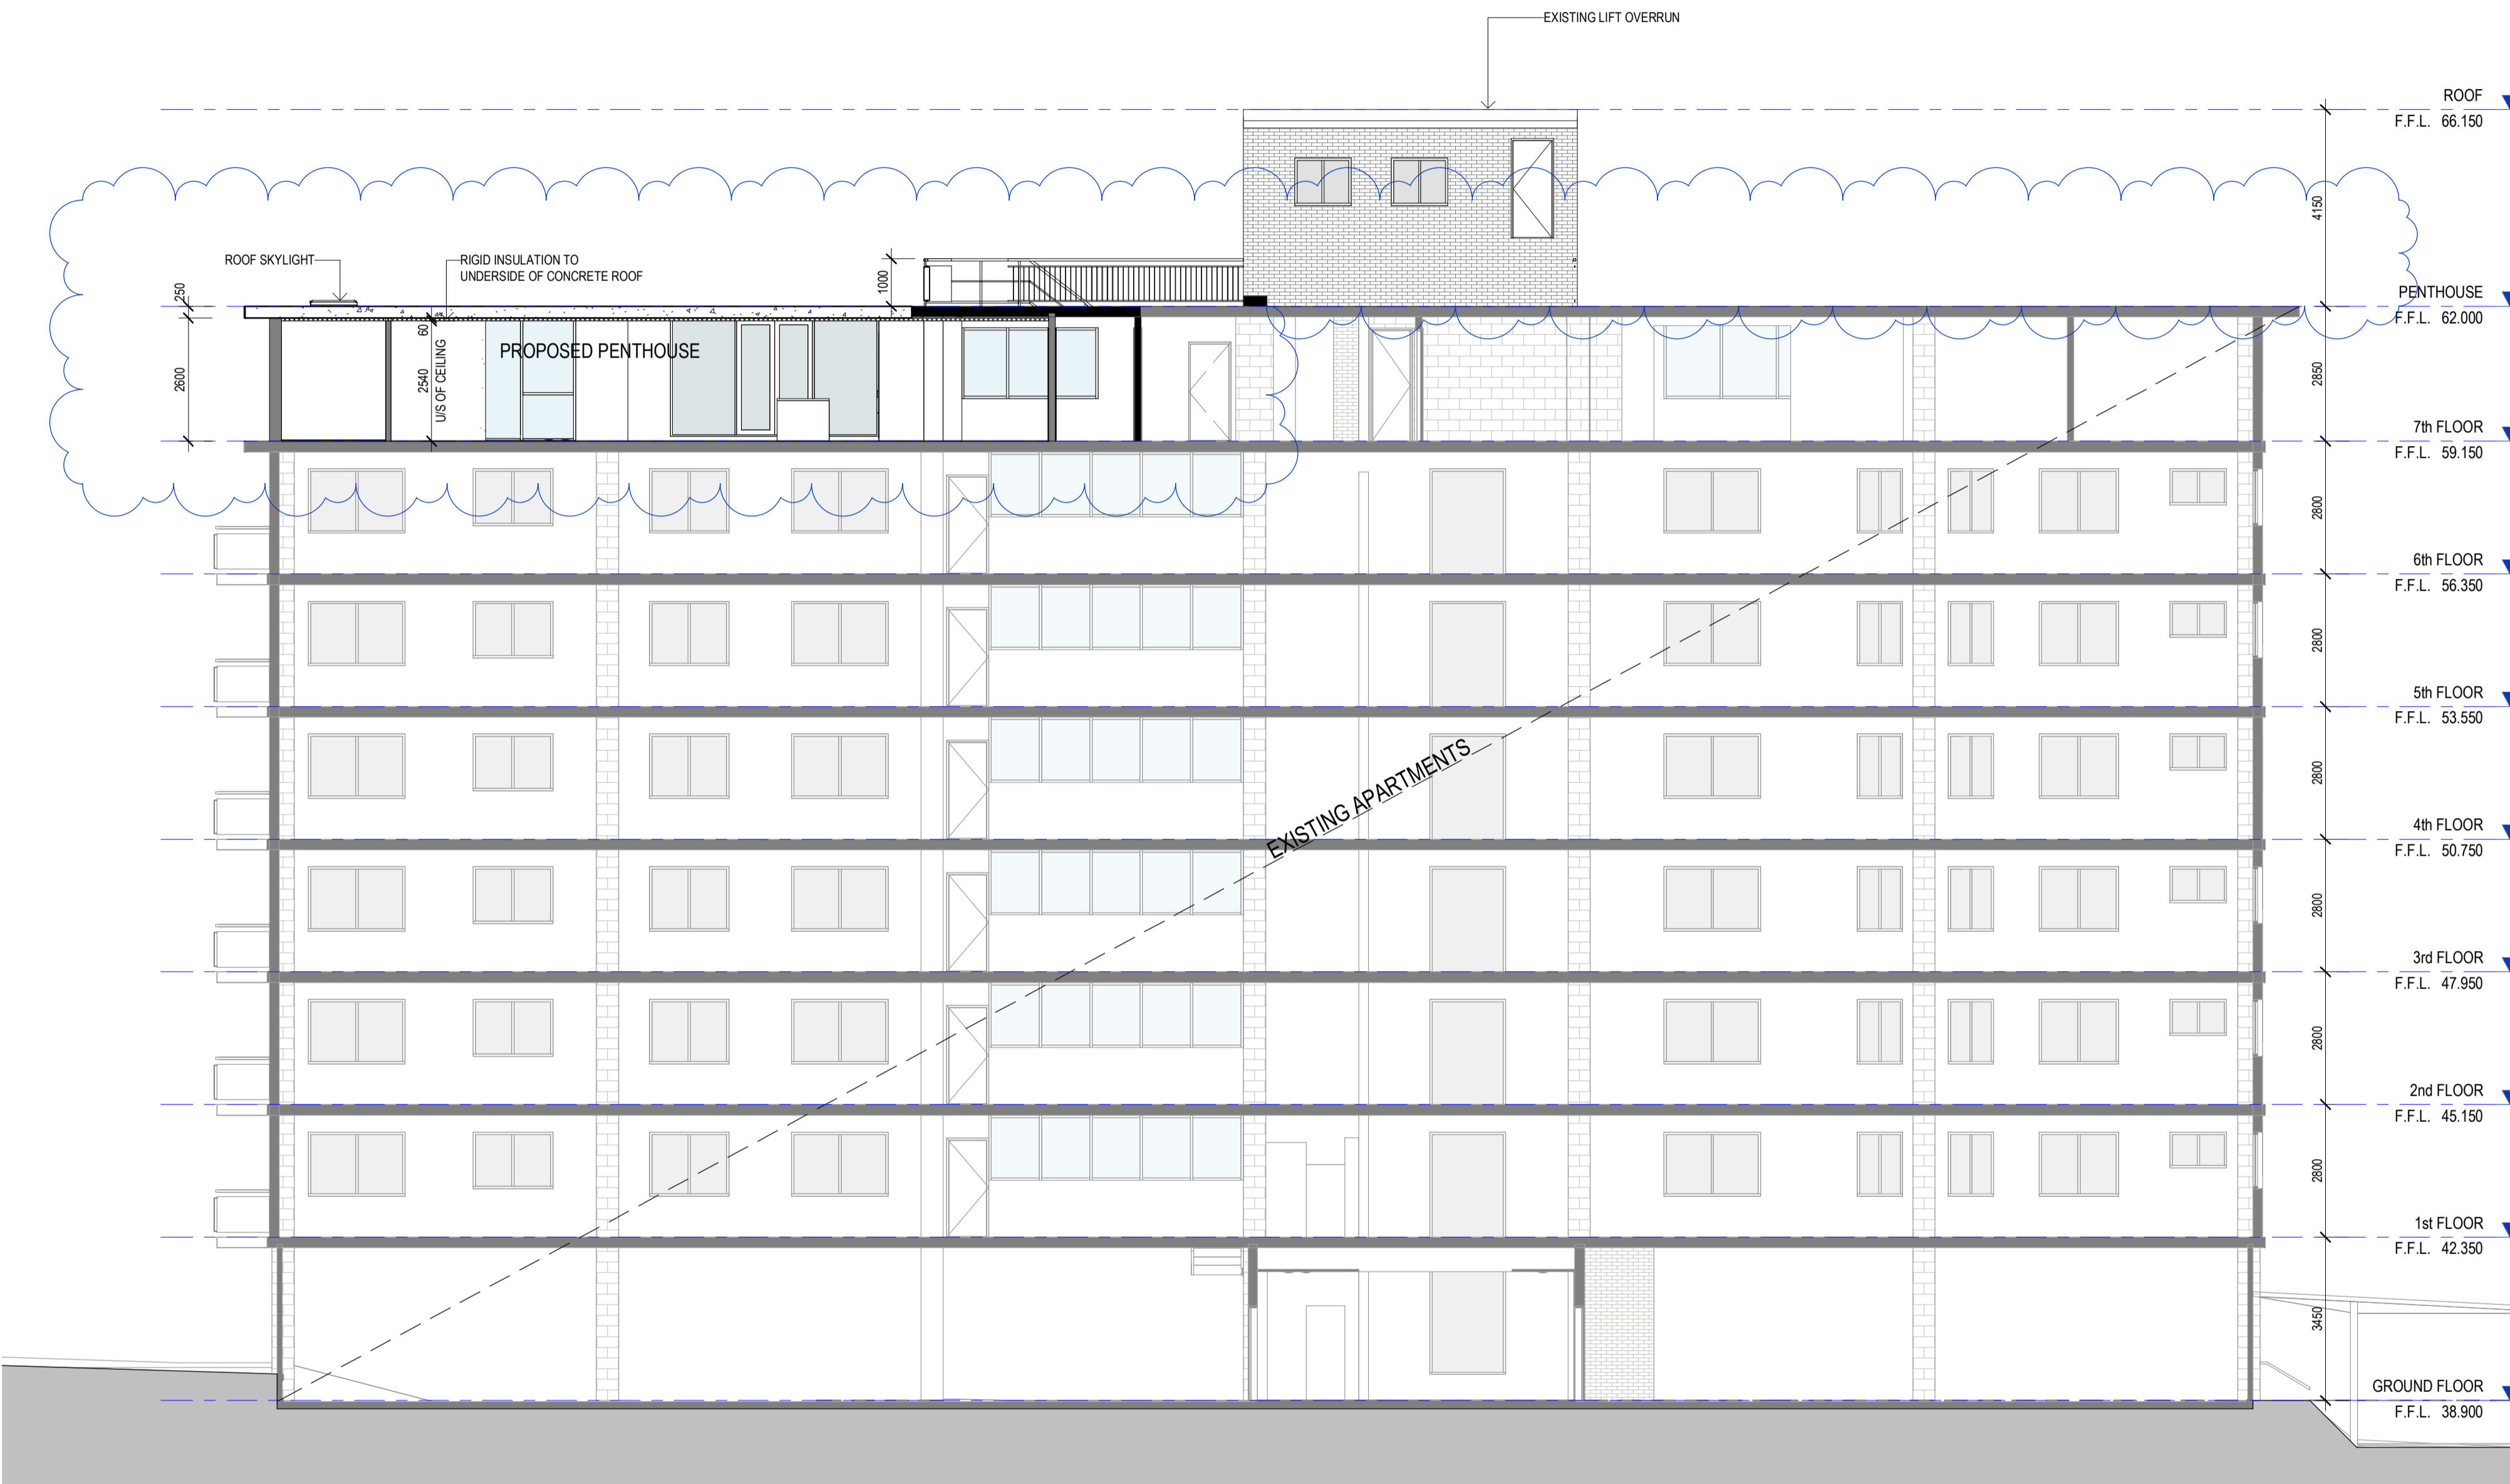 EXISTING LIFT OVERRUN
ROOF
F.F.L. 66.150
4150
ROOF SKYLIGHT
RIGID INSULATION TO
UNDERSIDE OF CONCRETE ROOF
1000
250
PENTHOUSE
F.F.L. 62.000
60
PROPOSED PENTHOUSE
2600
2540
U/S OF CEILING
2850
7th FLOOR
F.F.L. 59.150
2800
6th FLOOR
F.F.L. 56.350
2800
5th FLOOR
F.F.L. 53.550
2800
EXISTING APARTMENTS
4th FLOOR
F.F.L. 50.750
2800
3rd FLOOR
F.F.L. 47.950
2800
2nd FLOOR
F.F.L. 45.150
2800
1st FLOOR
F.F.L. 42.350
3450
GROUND FLOOR
F.F.L. 38.900